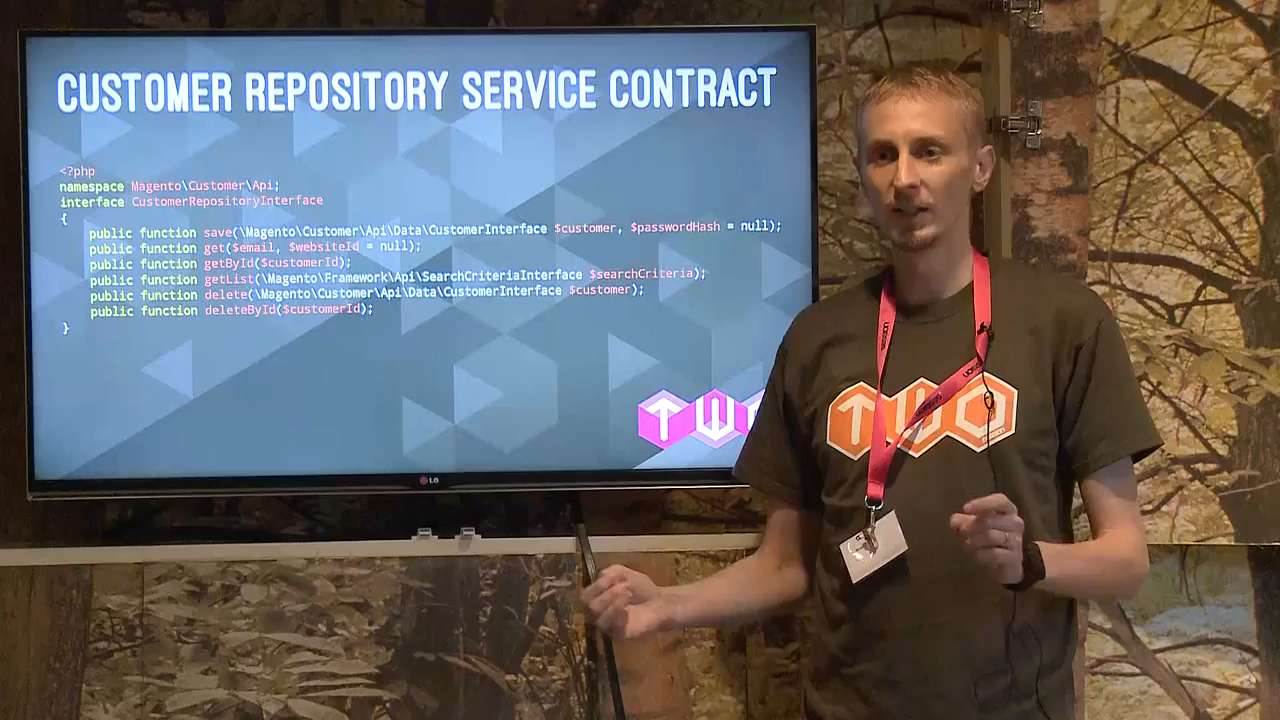 CUSTOMER REPOSITORY SERVICE CONTRACT
<?php
namespace Magento\Customer\Api;
interface CustomerRepositoryInterface
{
public function save(\Magento\Customer\Api\Data\CustomerInterface $customer, $passwordHash = null);
public function get($email, $websiteId = null);
public function getById($customerId);
public function getList(\Magento\Framework\Api\SearchCriteriaInterface $searchCriteria);
public function delete(\Magento\Customer\Api\Data\CustomerInterface $customer);
public function deleteById($customerId);
}
TW
LG
TWO